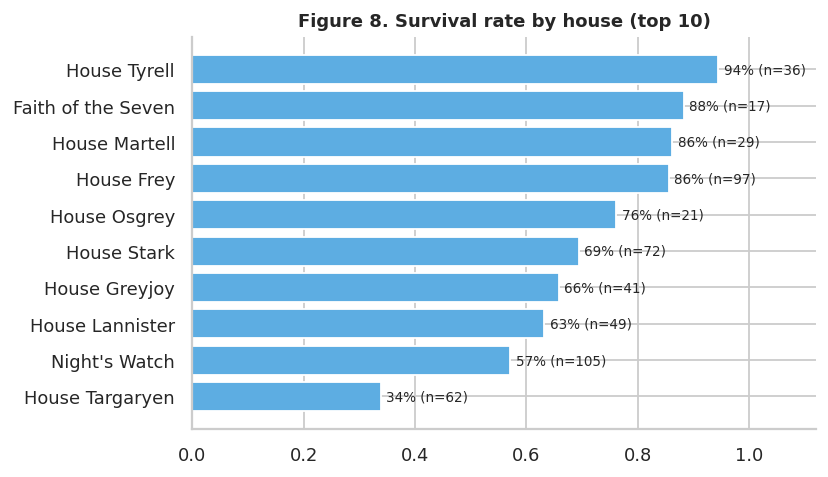 Figure 8. Survival rate by house (top 10)
House Tyrell 94% (n=36)
Faith of the Seven 88% (n=17)
House Martell 86% (n=29)
House Frey 86% (n=97)
House Osgrey 76% (n=21)
House Stark 69% (n=72)
House Greyjoy 66% (n=41)
House Lannister 63% (n=49)
Night's Watch 57% (n=105)
House Targaryen 34% (n=62)
0.0 0.2 0.4 0.6 0.8 1.0